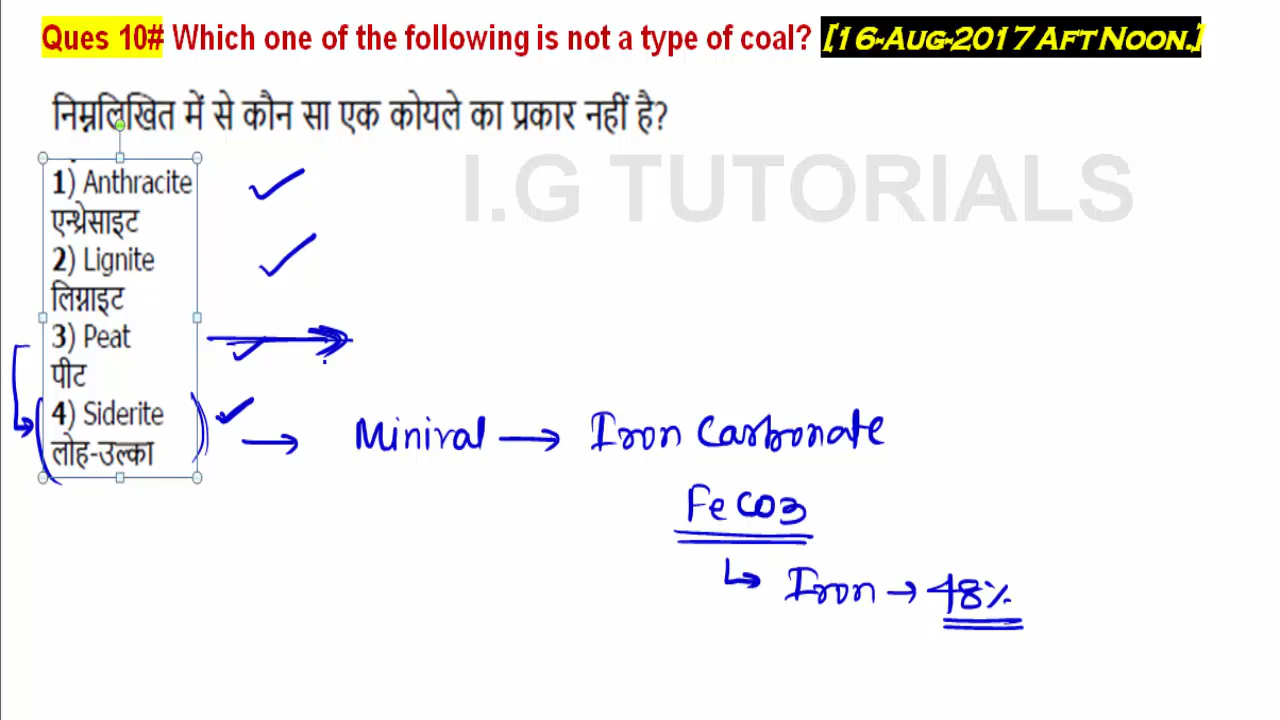 Ques 10# Which one of the following is not a type of coal? [16-Aug-2017 Aft Noon.]
निम्नलिखित में से कौन सा एक कोयले का प्रकार नहीं है?
I.G TUTORIALS
1) Anthracite
एन्थ्रेसाइट
2) Lignite
लिग्नाइट
3) Peat
पीट
4) Siderite
लोह-उल्का
Miniral → Iron Carbonate
FeCO3
Iron → 48%